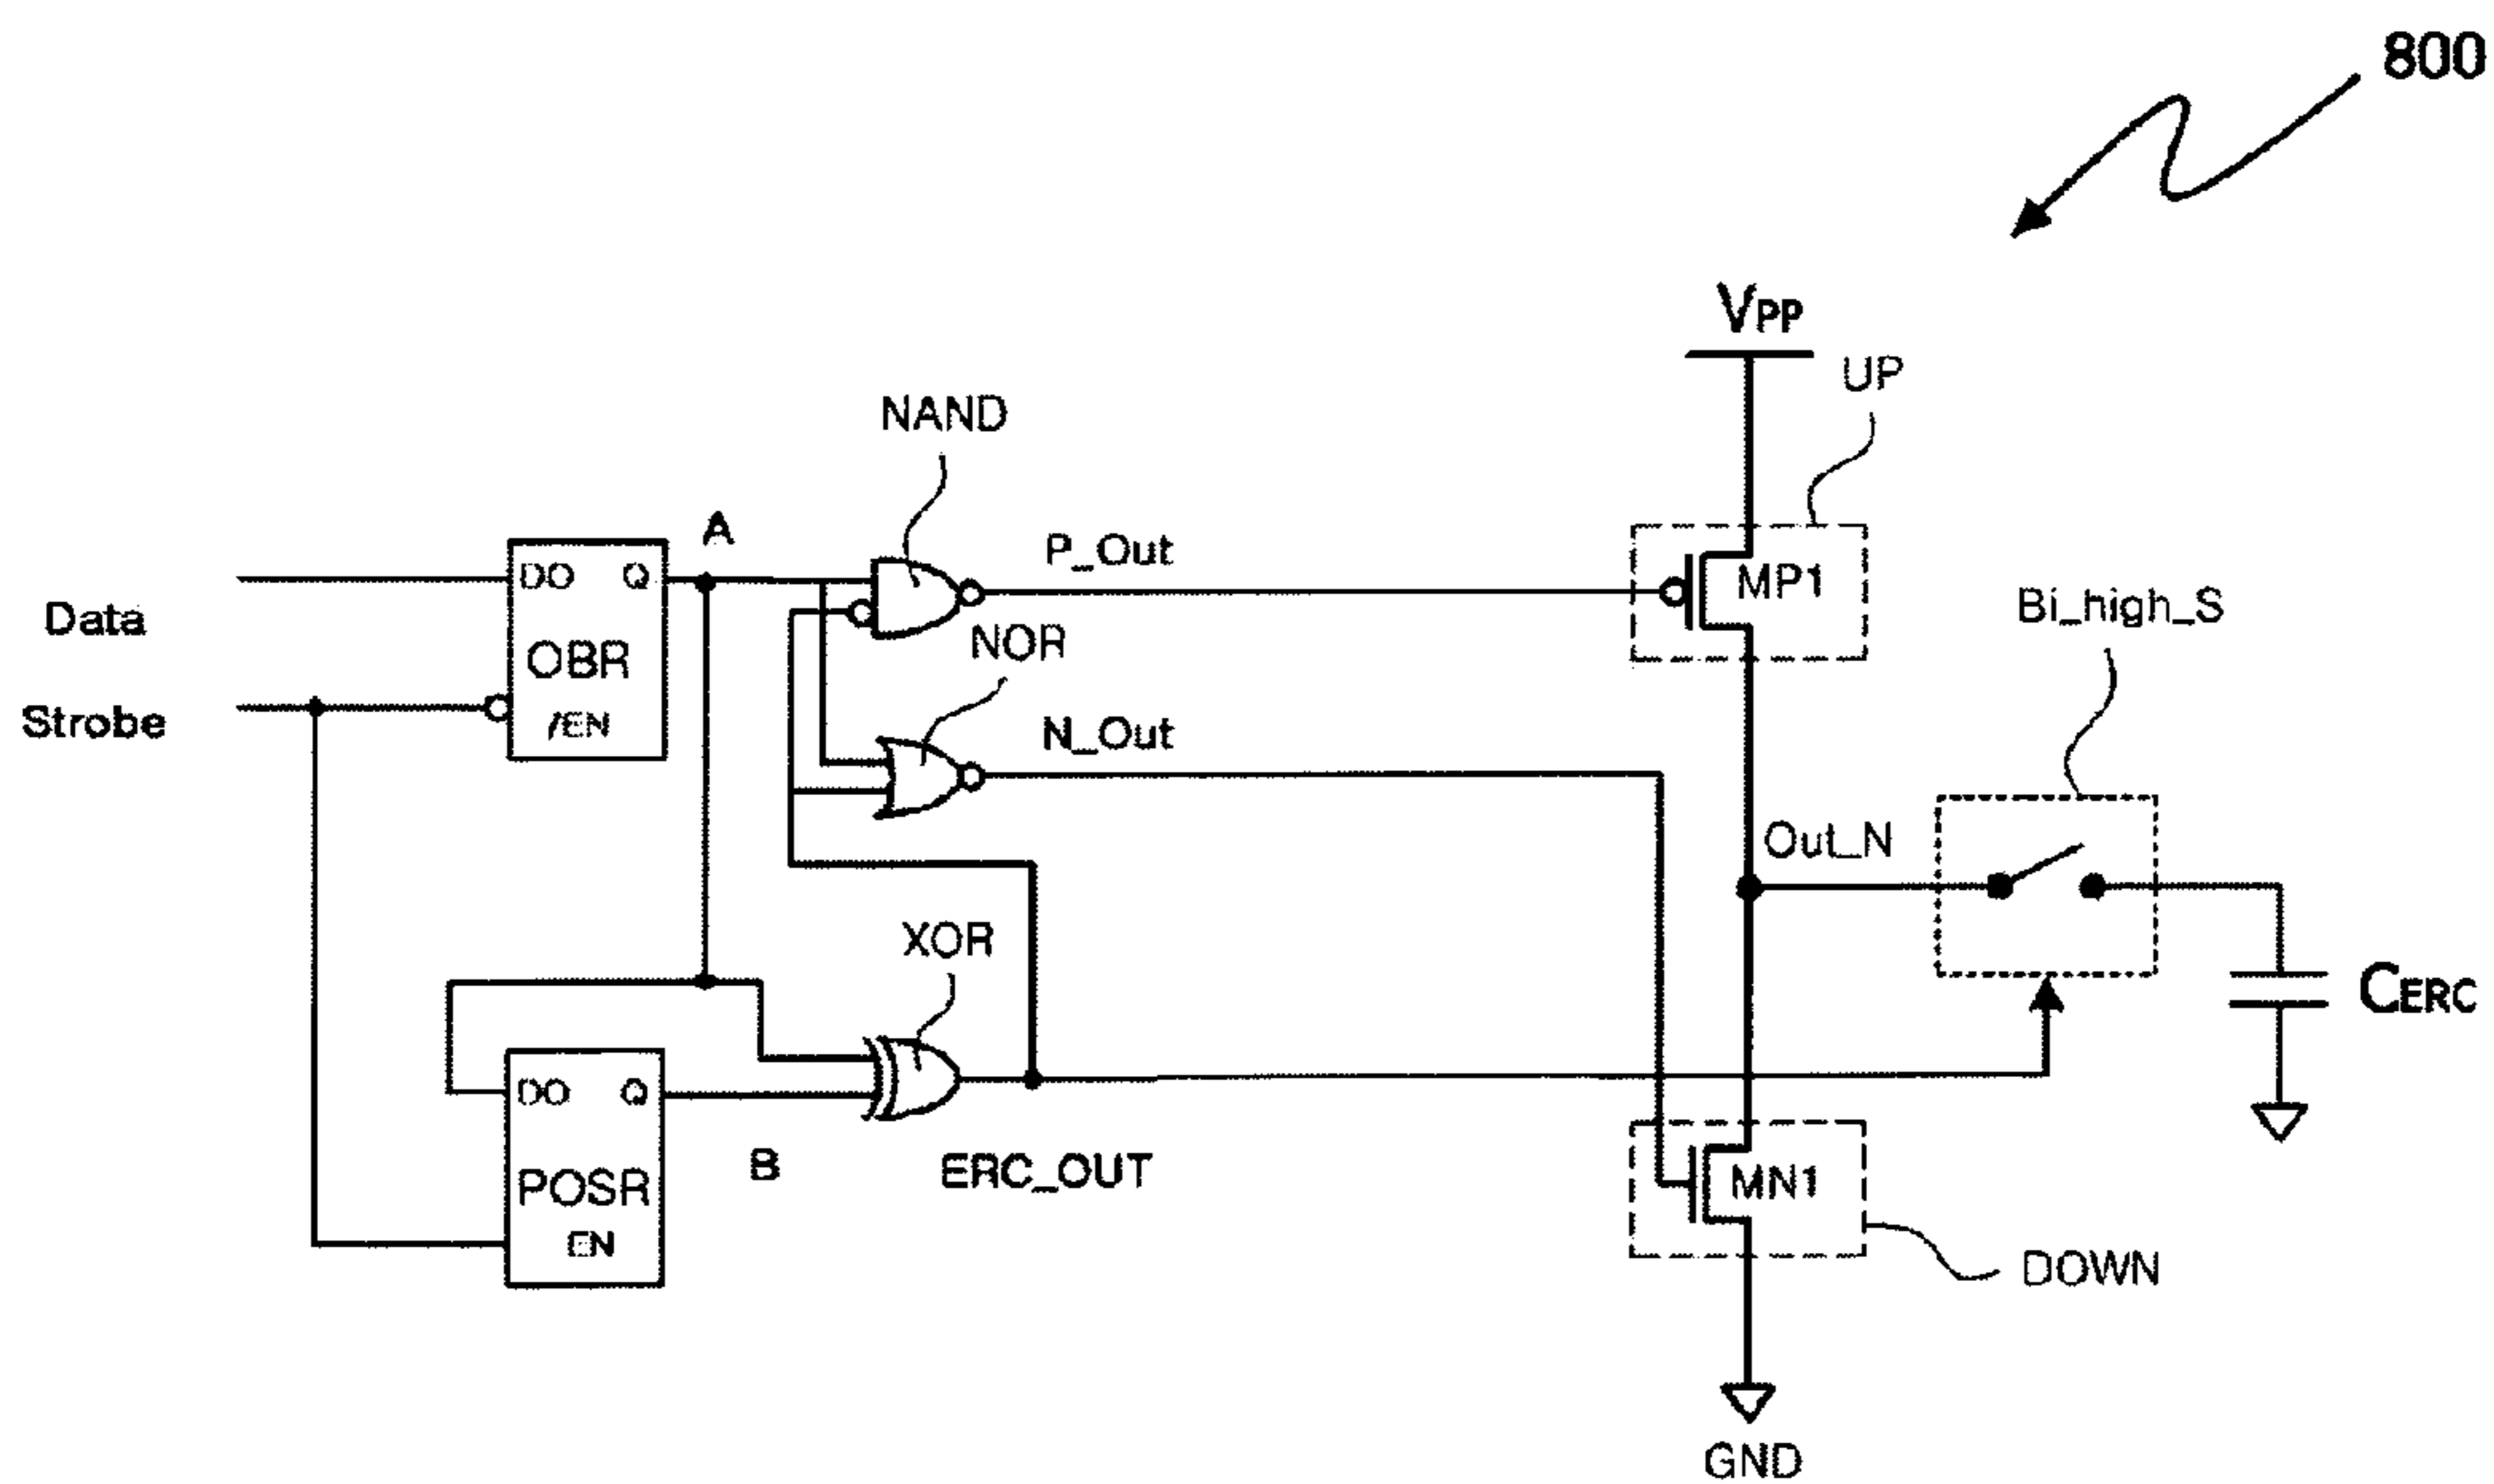 800
VPP
UP
NAND
A
P_Out
DO Q
MP1
Bi_high_S
Data
OBR
NOR
Strobe
/EN
N_Out
Out_N
XOR
CERC
DO Q
B
ERC_OUT
POSR
MN1
EN
DOWN
GND